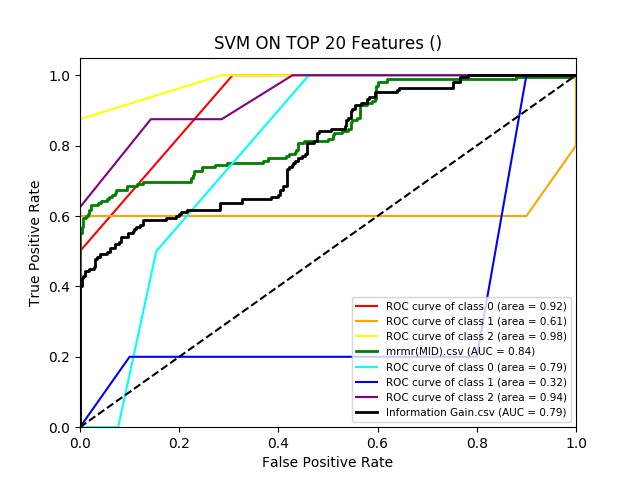 SVM ON TOP 20 Features ()
True Positive Rate
1.0
0.8
0.6
0.4
0.2
0.0
ROC curve of class 0 (area = 0.92)
ROC curve of class 1 (area = 0.61)
ROC curve of class 2 (area = 0.98)
mrmr(MID).csv (AUC = 0.84)
ROC curve of class 0 (area = 0.79)
ROC curve of class 1 (area = 0.32)
ROC curve of class 2 (area = 0.94)
Information Gain.csv (AUC = 0.79)
0.0 0.2 0.4 0.6 0.8 1.0
False Positive Rate